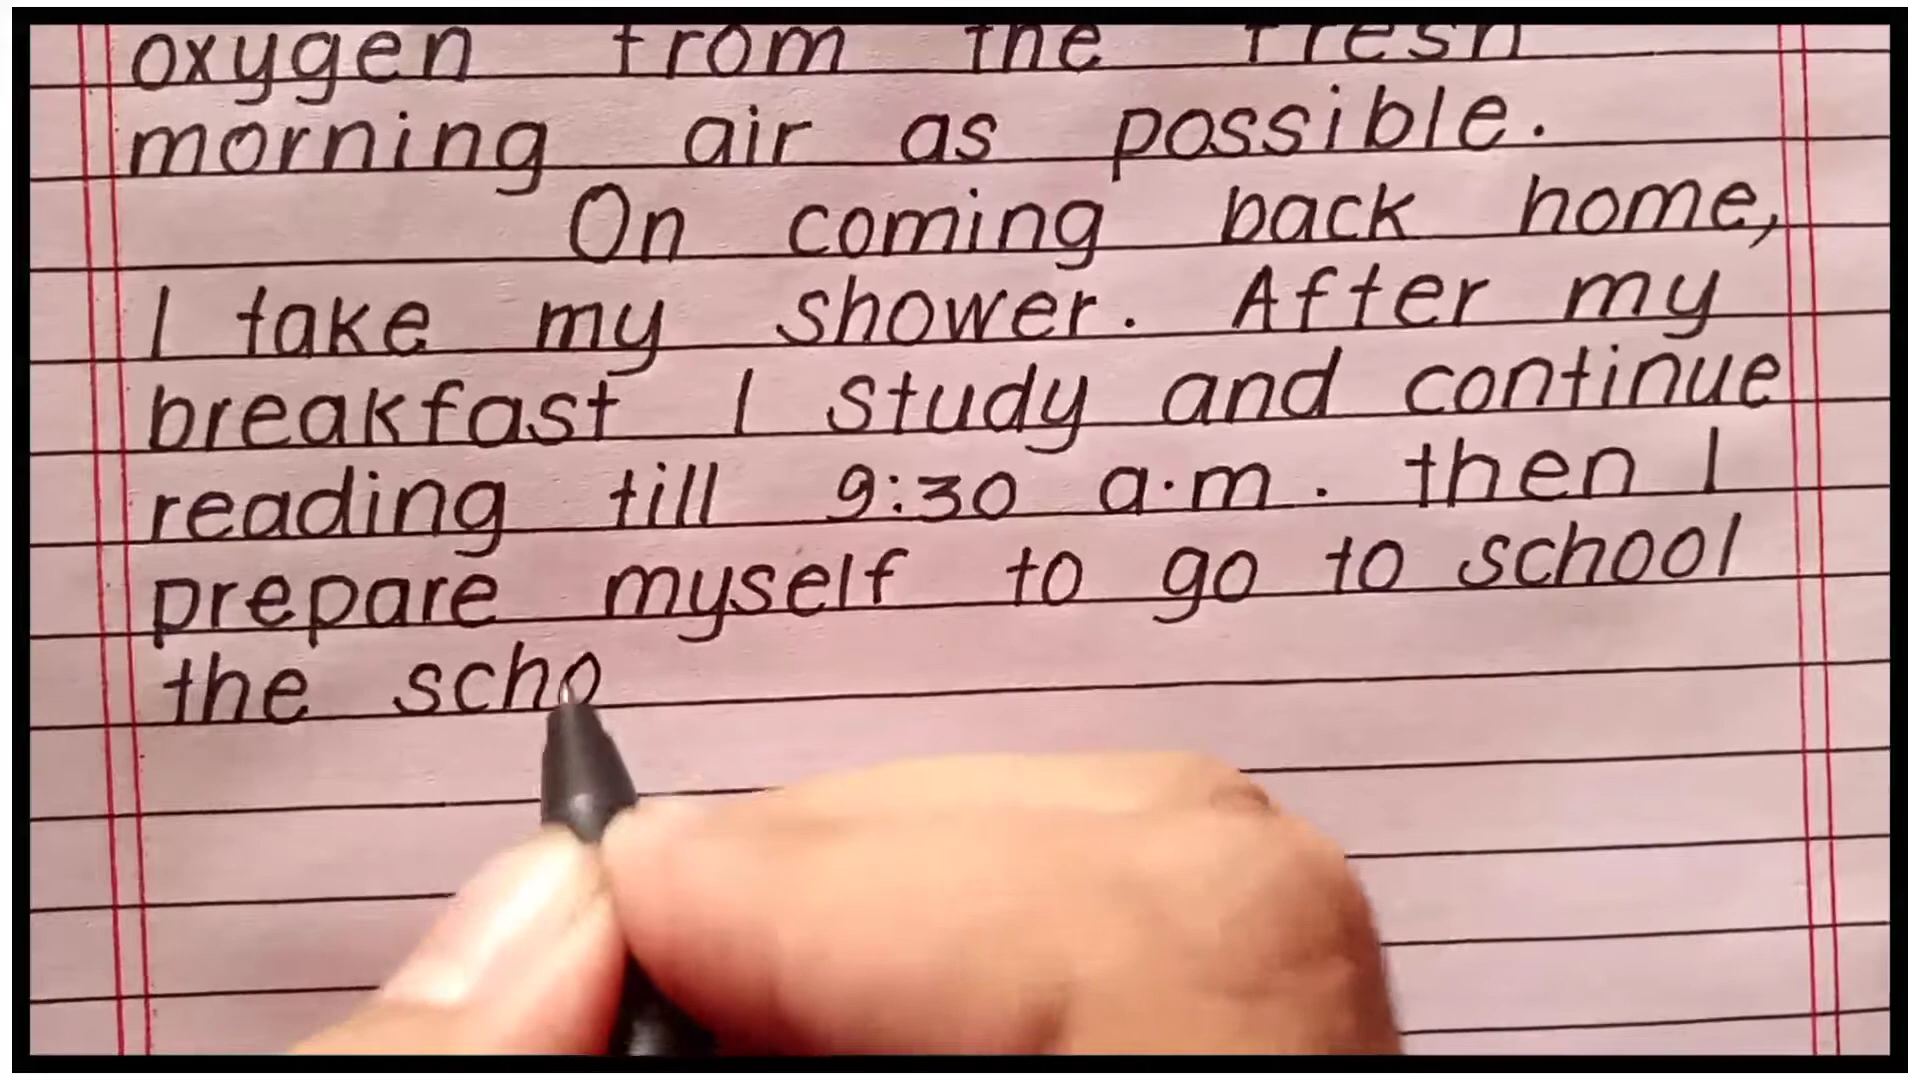 oxygen from the fresh
morning air as possible.
On coming back home,
I take my shower. After my
breakfast I study and continue
reading till 9:30 a.m. then I
prepare myself to go to school
the scho